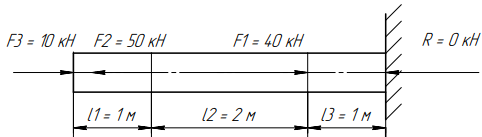 F3 = 10 кН F2 = 50 кН F1 = 40 кН R = 0 кН
l1 = 1 м l2 = 2 м l3 = 1 м